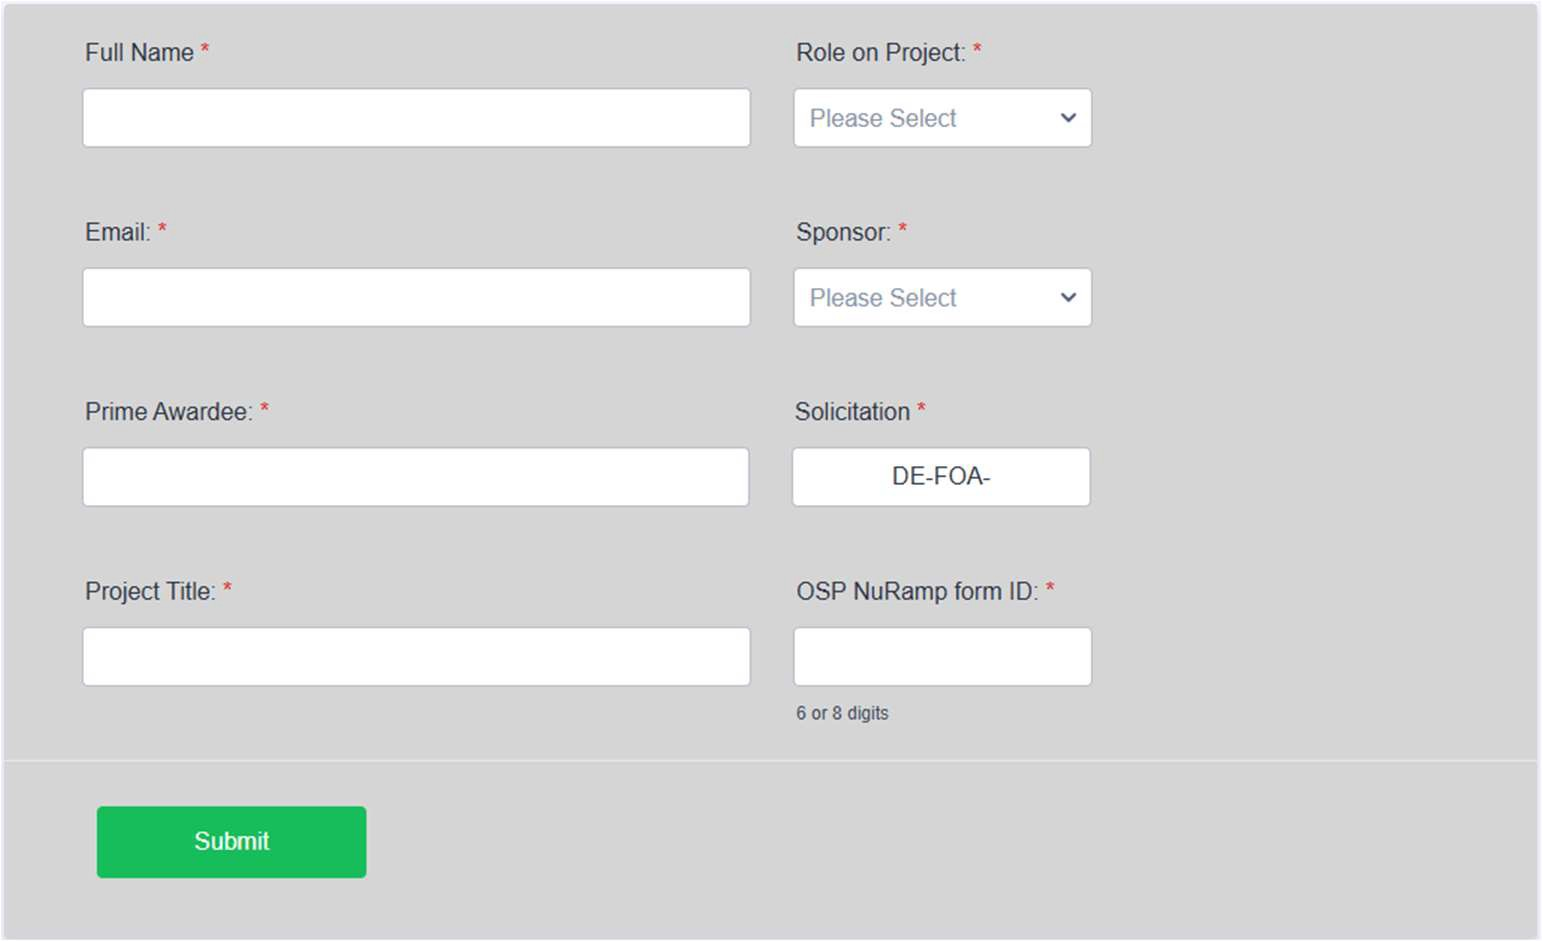 Full Name *
Role on Project: *
Please Select
Email: *
Sponsor: *
Please Select
Prime Awardee: *
Solicitation *
DE-FOA-
Project Title: *
OSP NuRamp form ID: *
6 or 8 digits
Submit